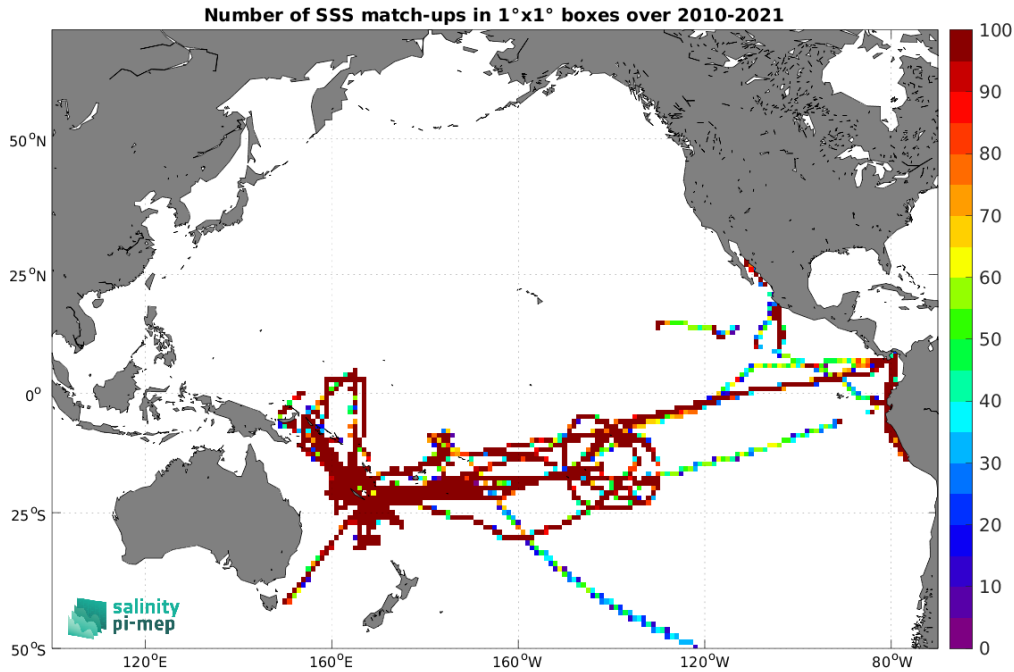 Number of SSS match-ups in 1°x1° boxes over 2010-2021
50°N
25°N
0°
25°S
50°S
120°E
160°E
160°W
120°W
80°W
100
90
80
70
60
50
40
30
20
10
0
salinity
pi-mep